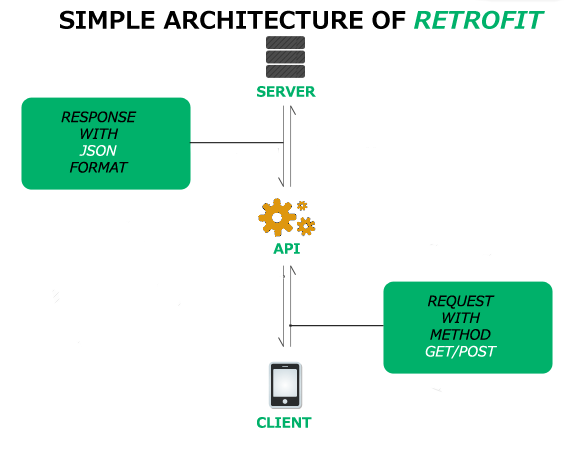 SIMPLE ARCHITECTURE OF RETROFIT
SERVER
RESPONSE
WITH
JSON
FORMAT
API
REQUEST
WITH
METHOD
GET/POST
CLIENT